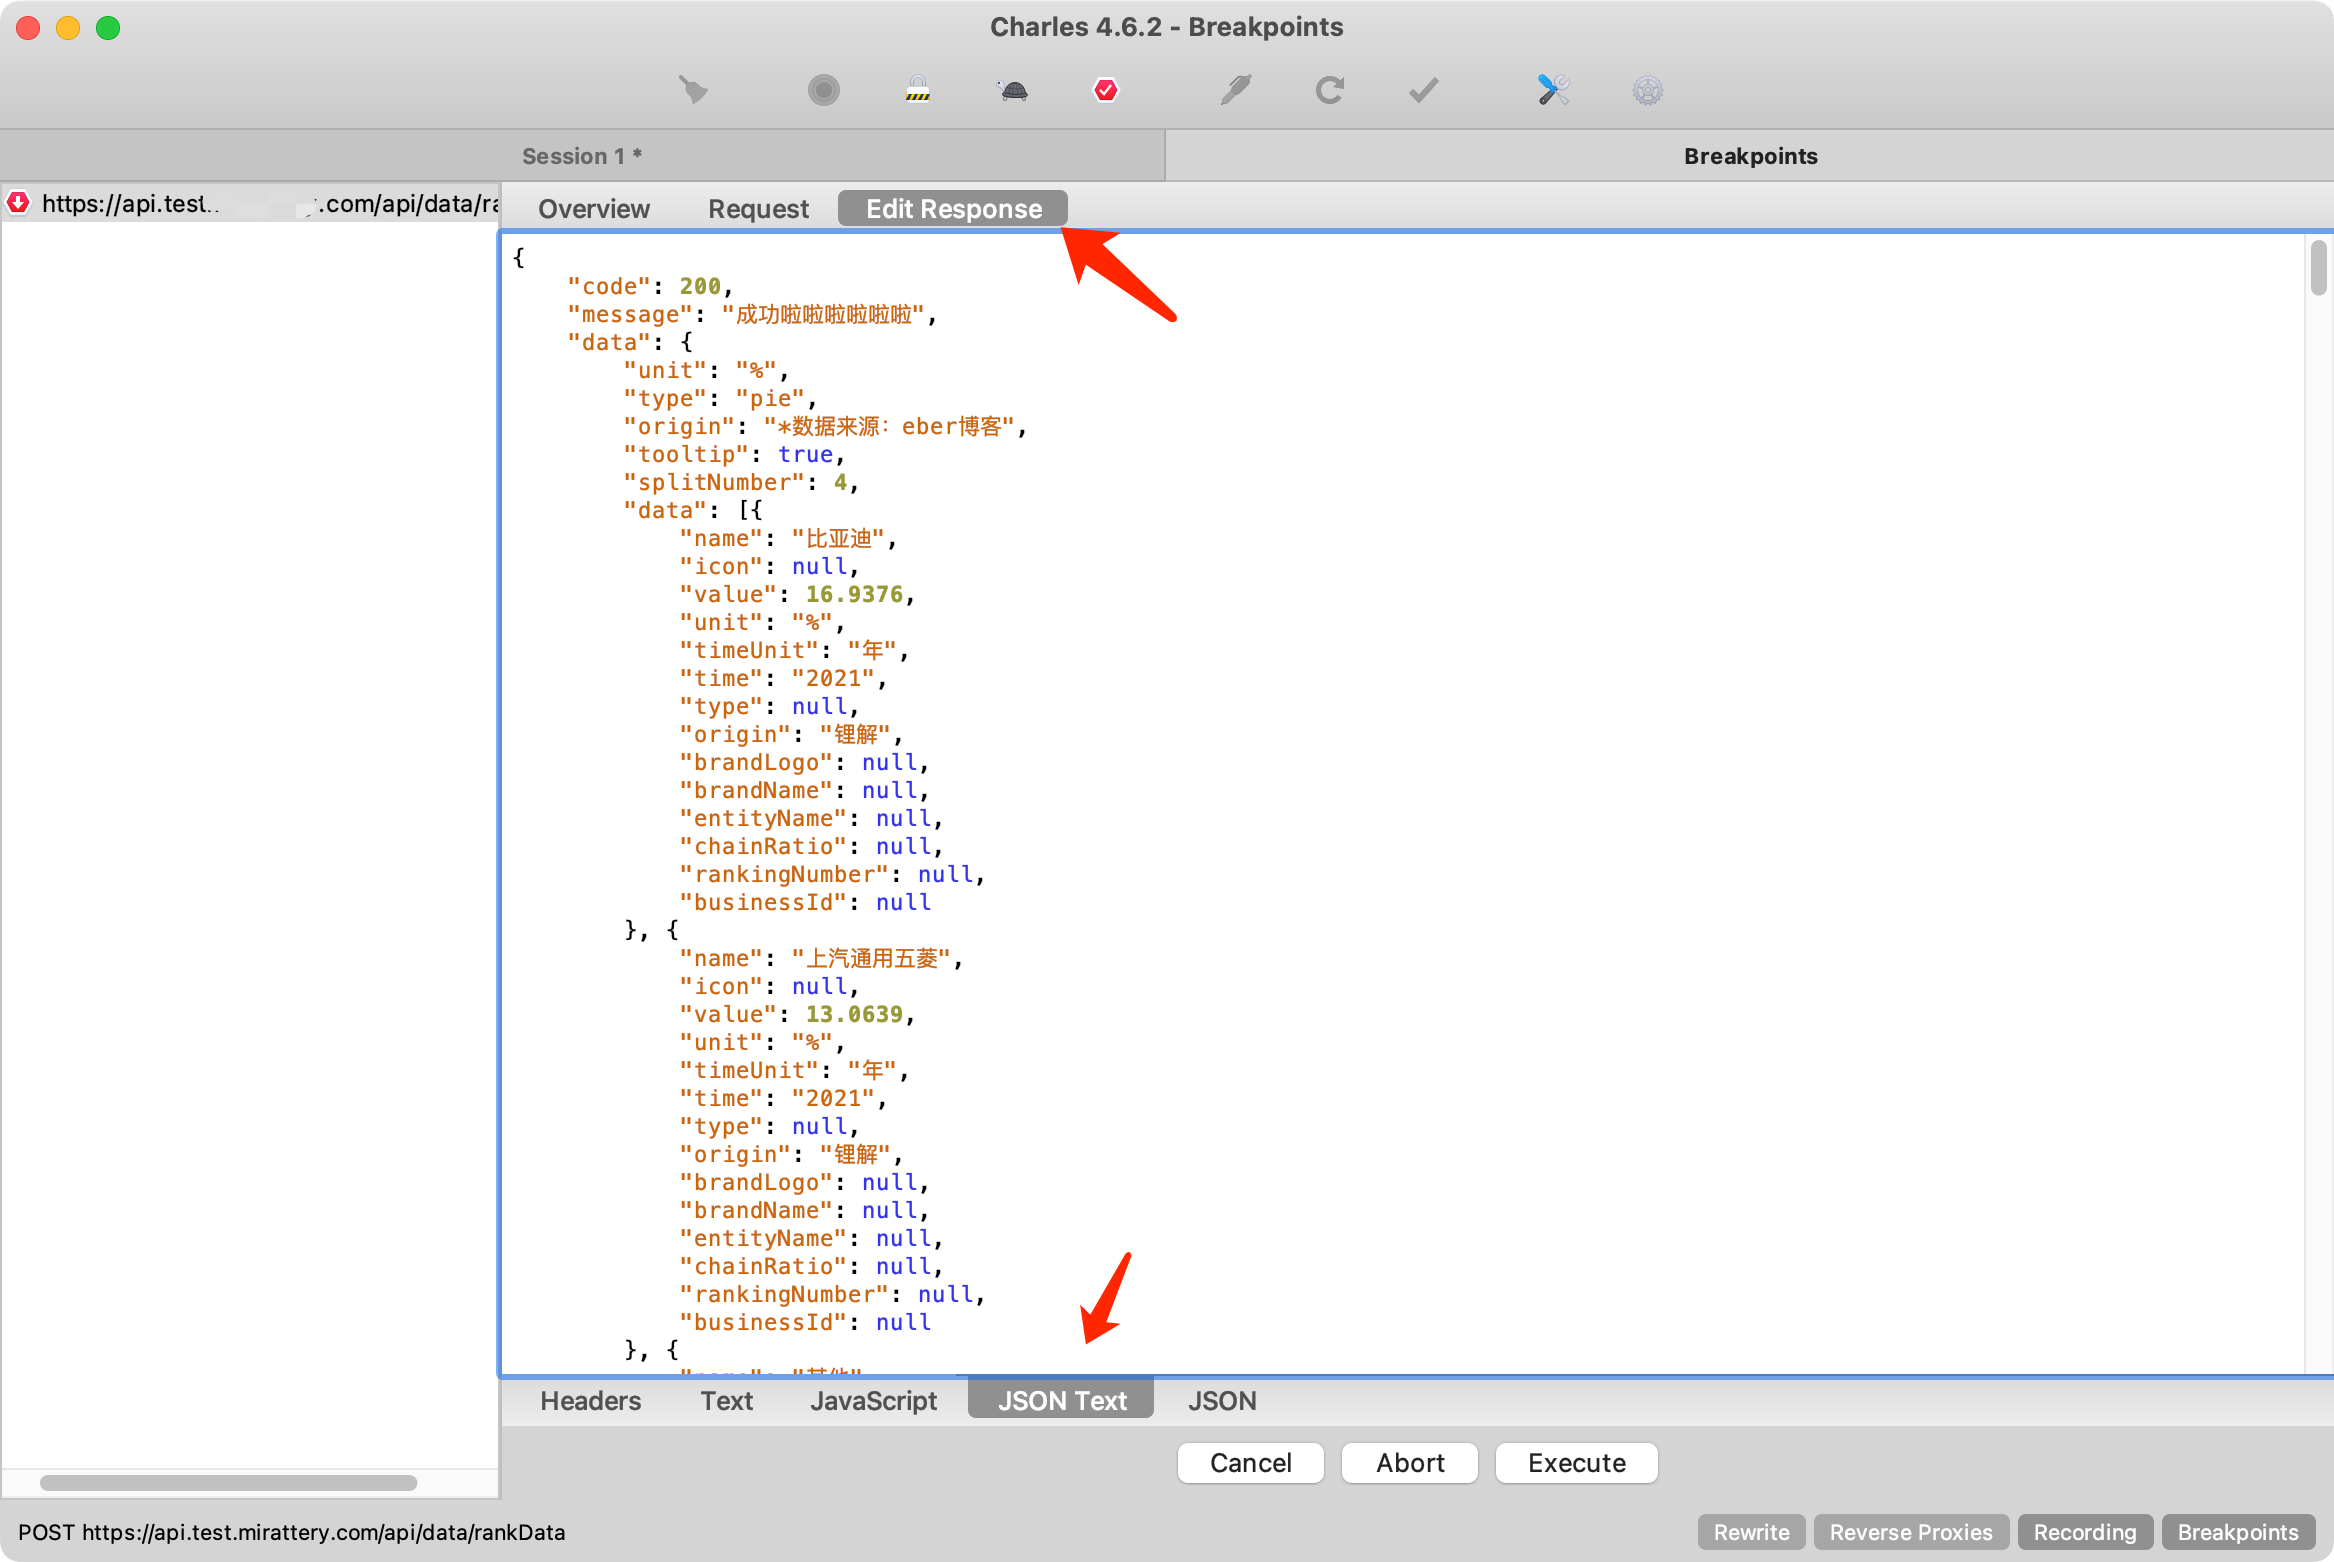 Charles 4.6.2 - Breakpoints
Session 1 *
Breakpoints
https://api.test. .com/api/data/ra
Overview Request Edit Response
{
"code": 200,
"message": "成功啦啦啦啦啦啦",
"data": {
"unit": "%",
"type": "pie",
"origin": "*数据来源：eber博客",
"tooltip": true,
"splitNumber": 4,
"data": [{
"name": "比亚迪",
"icon": null,
"value": 16.9376,
"unit": "%",
"timeUnit": "年",
"time": "2021",
"type": null,
"origin": "锂解",
"brandLogo": null,
"brandName": null,
"entityName": null,
"chainRatio": null,
"rankingNumber": null,
"businessId": null
}, {
"name": "上汽通用五菱",
"icon": null,
"value": 13.0639,
"unit": "%",
"timeUnit": "年",
"time": "2021",
"type": null,
"origin": "锂解",
"brandLogo": null,
"brandName": null,
"entityName": null,
"chainRatio": null,
"rankingNumber": null,
"businessId": null
}, {
Headers Text JavaScript JSON Text JSON
Cancel Abort Execute
POST https://api.test.mirattery.com/api/data/rankData
Rewrite Reverse Proxies Recording Breakpoints